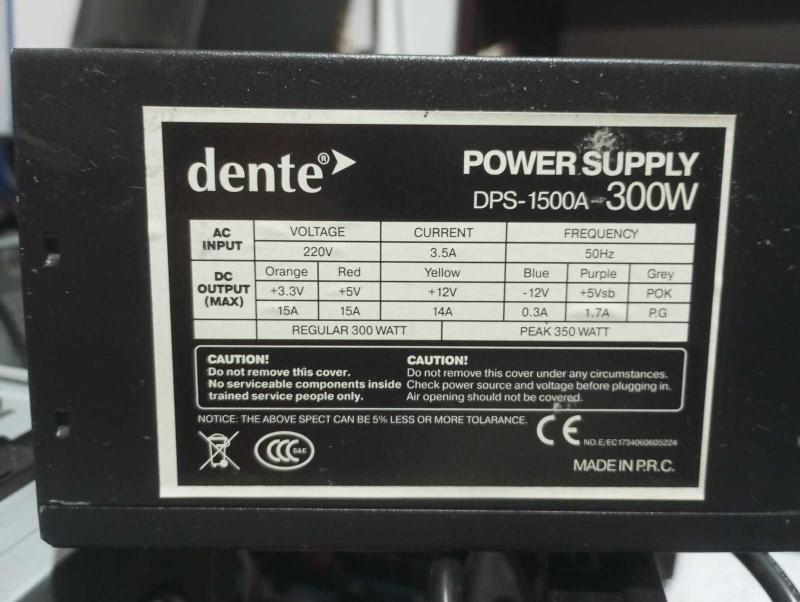 dente®
POWER SUPPLY
DPS-1500A-300W
AC INPUT VOLTAGE CURRENT FREQUENCY
220V 3.5A 50Hz
DC OUTPUT (MAX) Orange Red Yellow Blue Purple Grey
+3.3V +5V +12V -12V +5Vsb POK
15A 15A 14A 0.3A 1.7A P.G
REGULAR 300 WATT PEAK 350 WATT
CAUTION!
Do not remove this cover.
No serviceable components inside
trained service people only.
CAUTION!
Do not remove this cover under any circumstances.
Check power source and voltage before plugging in.
Air opening should not be covered.
NOTICE: THE ABOVE SPECT CAN BE 5% LESS OR MORE TOLARANCE.
CCC S&E
CE NO.E/EC1734060605224
MADE IN P.R.C.